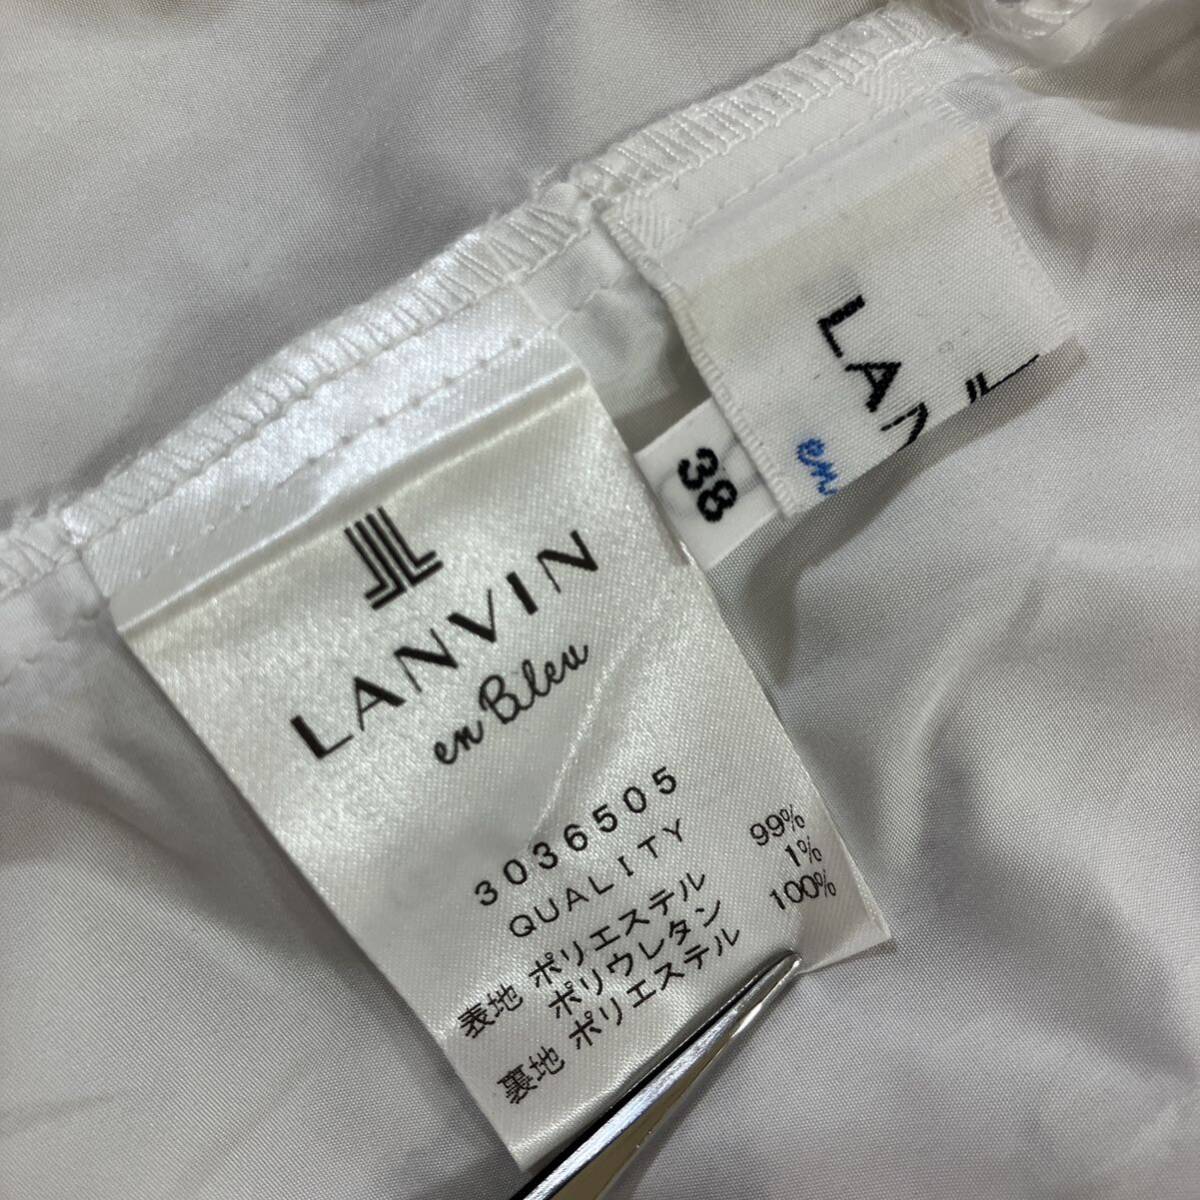 LANVIN
en Bleu
3036505
QUALITY
表地 ポリエステル 99%
ポリウレタン 1%
裏地 ポリエステル 100%
38
LAN
en